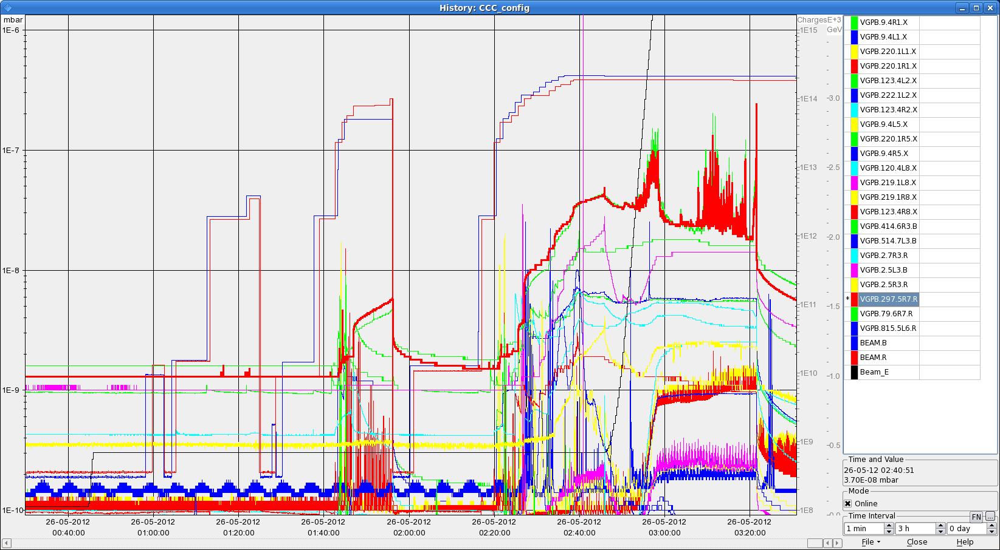 History: CCC_config
mbar
1E-6
1E-7
1E-8
1E-9
1E-10
ChargesE+3
GeV
1E15
1E14
1E13
1E12
1E11
1E10
1E9
1E8
-3.0
-2.5
-2.0
-1.5
-1.0
-0.5
-0.0
26-05-2012 26-05-2012 26-05-2012 26-05-2012 26-05-2012 26-05-2012 26-05-2012 26-05-2012 26-05-2012
00:40:00 01:00:00 01:20:00 01:40:00 02:00:00 02:20:00 02:40:00 03:00:00 03:20:00
VGPB.9.4R1.X
VGPB.9.4L1.X
VGPB.220.1L1.X
VGPB.220.1R1.X
VGPB.123.4L2.X
VGPB.222.1L2.X
VGPB.123.4R2.X
VGPB.9.4L5.X
VGPB.220.1R5.X
VGPB.9.4R5.X
VGPB.120.4L8.X
VGPB.219.1L8.X
VGPB.219.1R8.X
VGPB.123.4R8.X
VGPB.414.6R3.B
VGPB.514.7L3.B
VGPB.2.7R3.R
VGPB.2.5L3.B
VGPB.2.5R3.R
* VGPB.297.5R7.R
VGPB.79.6R7.R
VGPB.815.5L6.R
BEAM.B
BEAM.R
Beam_E
Time and Value
26-05-12 02:40:51
3.70E-08 mbar
Mode
Online
Time Interval FN ...
1 min 3 h 0 day
File Close Help